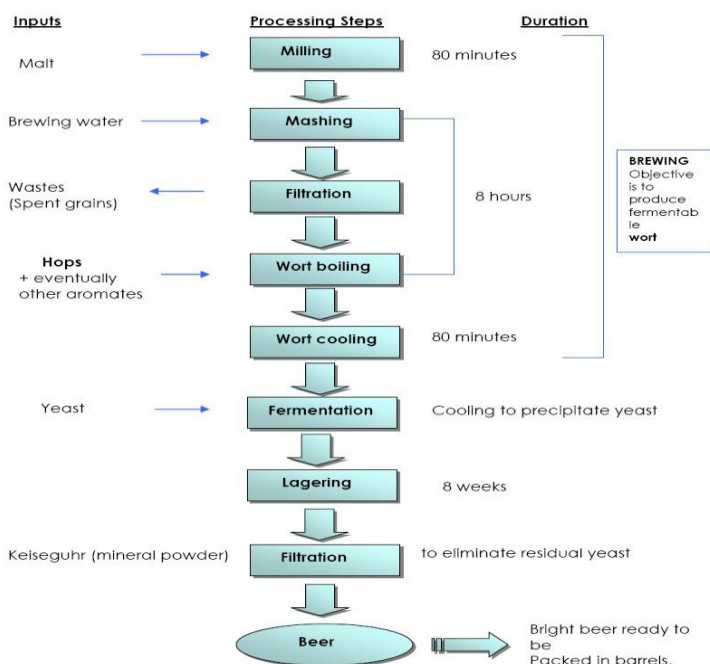 Inputs
Processing Steps
Duration
Malt
Milling
80 minutes
Brewing water
Mashing
Wastes
(Spent grains)
Filtration
8 hours
BREWING
Objective
is to
produce
fermentab
le
wort
Hops
+ eventually
other aromates
Wort boiling
Wort cooling
80 minutes
Yeast
Fermentation
Cooling to precipitate yeast
Lagering
8 weeks
Keiseguhr (mineral powder)
Filtration
to eliminate residual yeast
Beer
Bright beer ready to
be
Packed in barrels,